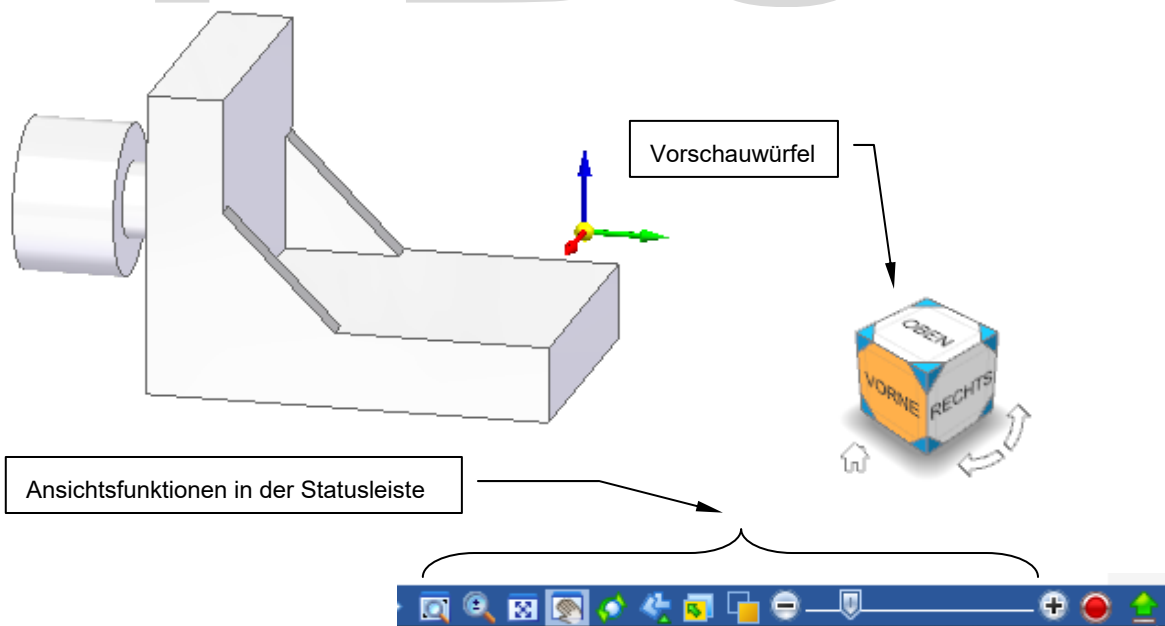 Vorschauwürfel
OBEN
VORNE
RECHTS
Ansichtsfunktionen in der Statusleiste